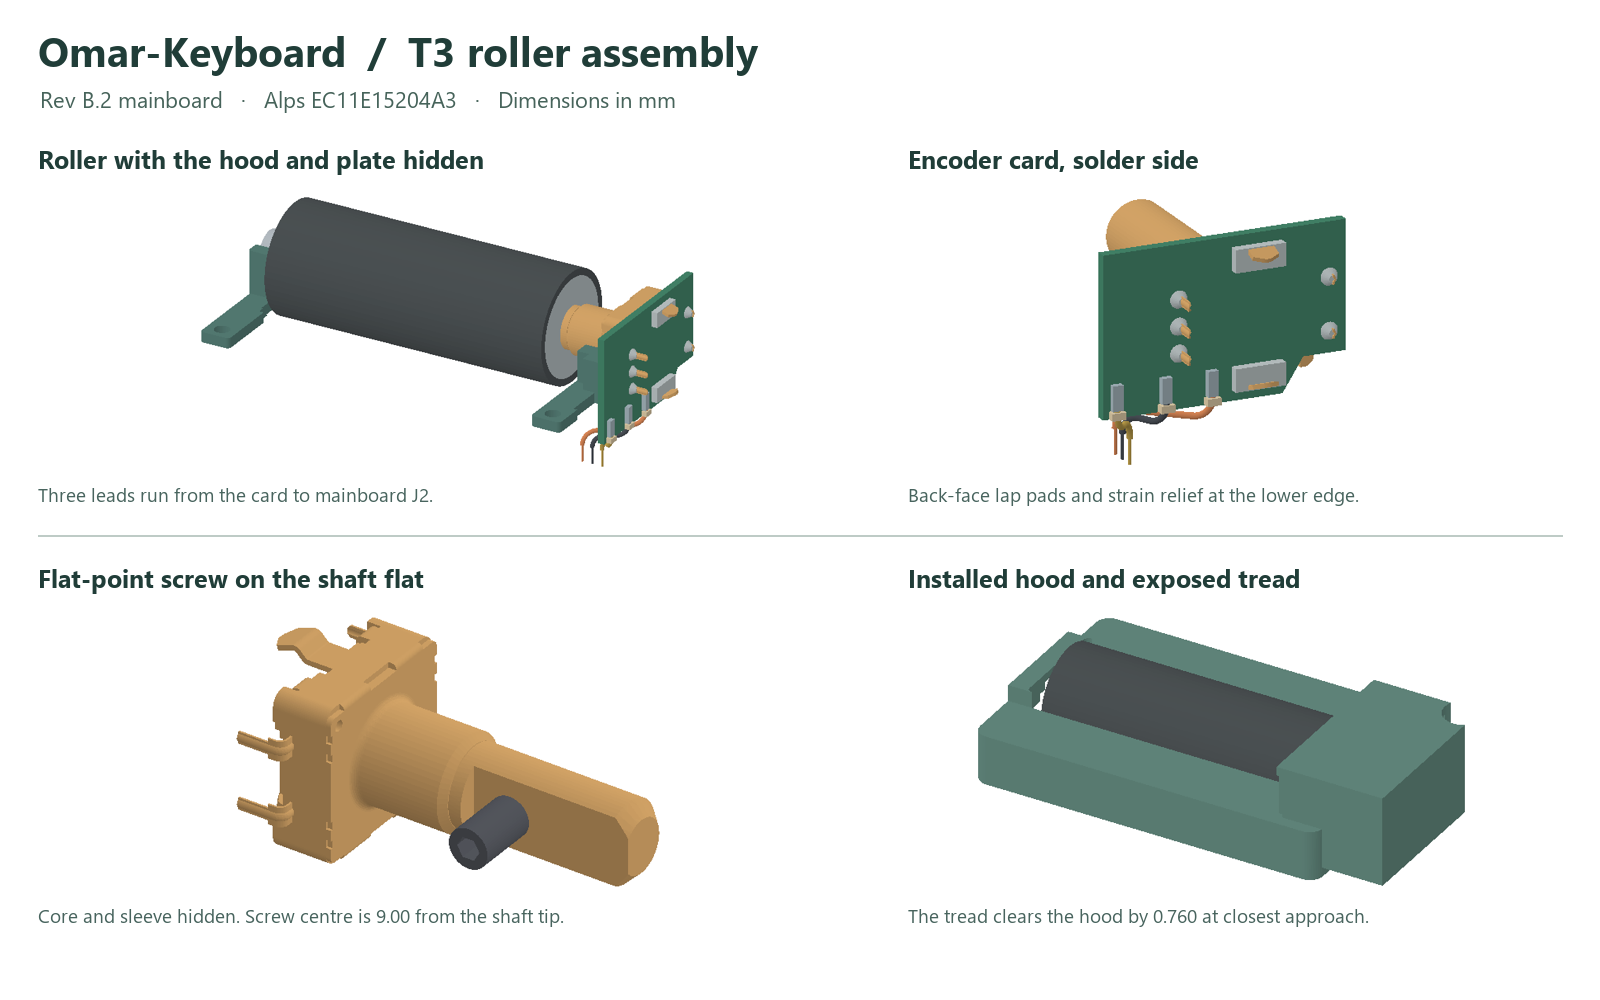 Omar-Keyboard / T3 roller assembly
Rev B.2 mainboard · Alps EC11E15204A3 · Dimensions in mm
Roller with the hood and plate hidden
Encoder card, solder side
Three leads run from the card to mainboard J2.
Back-face lap pads and strain relief at the lower edge.
Flat-point screw on the shaft flat
Installed hood and exposed tread
Core and sleeve hidden. Screw centre is 9.00 from the shaft tip.
The tread clears the hood by 0.760 at closest approach.